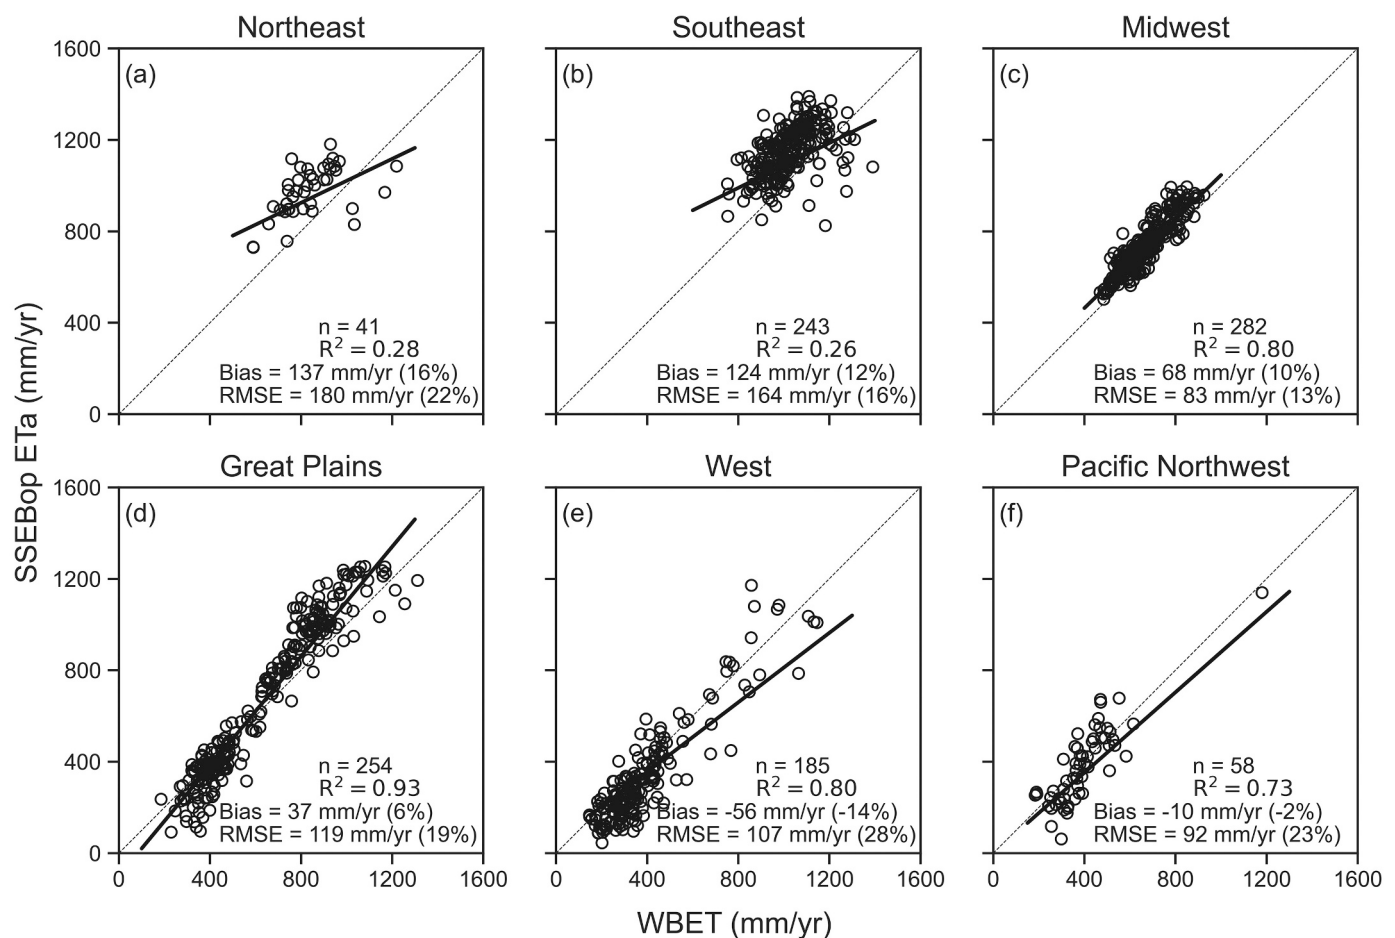 Northeast
Southeast
Midwest
SSEBop ETa (mm/yr)
1600
1200
800
400
0
(a)
n = 41
R² = 0.28
Bias = 137 mm/yr (16%)
RMSE = 180 mm/yr (22%)
(b)
n = 243
R² = 0.26
Bias = 124 mm/yr (12%)
RMSE = 164 mm/yr (16%)
(c)
n = 282
R² = 0.80
Bias = 68 mm/yr (10%)
RMSE = 83 mm/yr (13%)
Great Plains
West
Pacific Northwest
1600
1200
800
400
0
(d)
n = 254
R² = 0.93
Bias = 37 mm/yr (6%)
RMSE = 119 mm/yr (19%)
(e)
n = 185
R² = 0.80
Bias = -56 mm/yr (-14%)
RMSE = 107 mm/yr (28%)
(f)
n = 58
R² = 0.73
Bias = -10 mm/yr (-2%)
RMSE = 92 mm/yr (23%)
0 400 800 1200 1600
0 400 800 1200 1600
0 400 800 1200 1600
WBET (mm/yr)